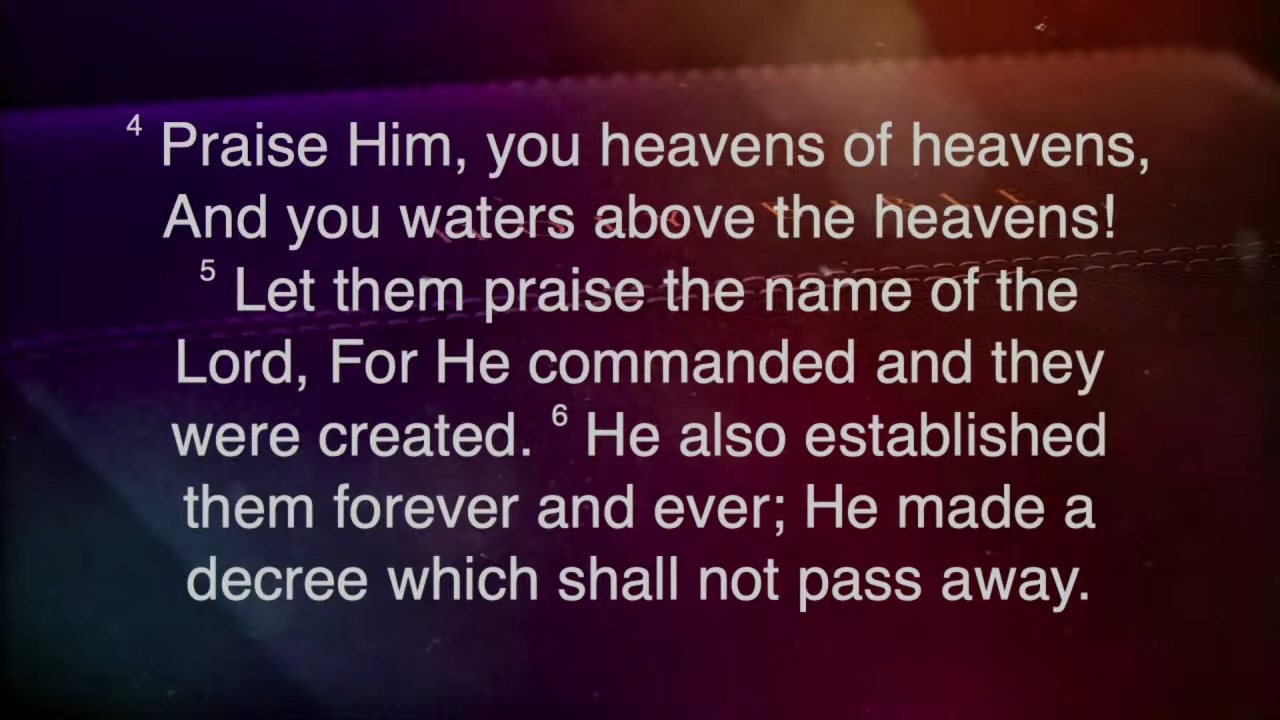 4 Praise Him, you heavens of heavens,
And you waters above the heavens!
5 Let them praise the name of the
Lord, For He commanded and they
were created. 6 He also established
them forever and ever; He made a
decree which shall not pass away.